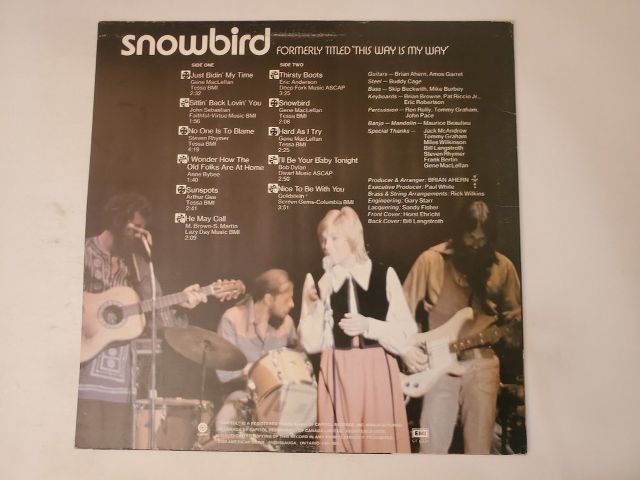 snowbird FORMERLY TITLED 'THIS WAY IS MY WAY'
SIDE ONE
Just Bidin' My Time
Gene MacLellan
Tessa BMI
2:32
Sittin' Back Lovin' You
John Sebastian
Faithful-Virtue Music BMI
1:56
No One Is To Blame
Steven Rhymer
Tessa BMI
4:19
I Wonder How The
Old Folks Are At Home
Anne Bybee
1:40
Sunspots
Arthur Gee
Tessa BMI
2:41
He May Call
M. Brown-S. Martin
Lazy Day Music BMI
2:09
SIDE TWO
Thirsty Boots
Eric Anderson
Deep Fork Music ASCAP
3:25
Snowbird
Gene MacLellan
Tessa BMI
2:08
Hard As I Try
Gene MacLellan
Tessa BMI
2:25
I'll Be Your Baby Tonight
Bob Dylan
Dwarf Music ASCAP
2:50
Nice To Be With You
Goldstein
Screen Gems-Columbia BMI
3:51
Guitars — Brian Ahern, Amos Garret
Steel — Buddy Cage
Bass — Skip Beckwith, Mike Burbey
Keyboards — Brian Browne, Pat Riccio Jr.,
Eric Robertson
Percussion — Ron Rully, Tommy Graham,
John Pace
Banjo — Mandolin — Maurice Beaulieu
Special Thanks — Jack McAndrew
Tommy Graham
Miles Wilkinson
Bill Langstroth
Steven Rhymer
Frank Bertin
Gene MacLellan
Producer & Arranger: BRIAN AHERN
Executive Producer: Paul White
Brass & String Arrangements: Rick Wilkins
Engineering: Gary Starr
Lacquering: Sandy Fisher
Front Cover: Horst Ehricht
Back Cover: Bill Langstroth
EMI